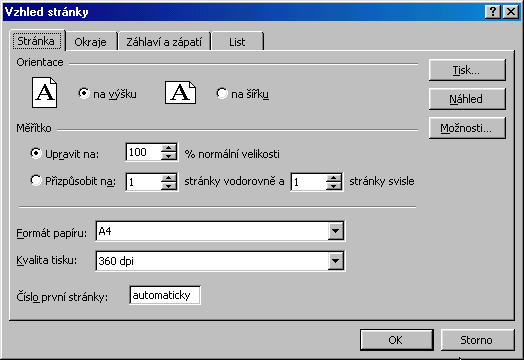 Vzhled stránky
Stránka Okraje Záhlaví a zápatí List
Orientace
A na výšku A na šířku
Měřítko
Upravit na: 100 % normální velikosti
Přizpůsobit na: 1 stránky vodorovně a 1 stránky svisle
Formát papíru: A4
Kvalita tisku: 360 dpi
Číslo první stránky: automaticky
Tisk...
Náhled
Možnosti...
OK Storno